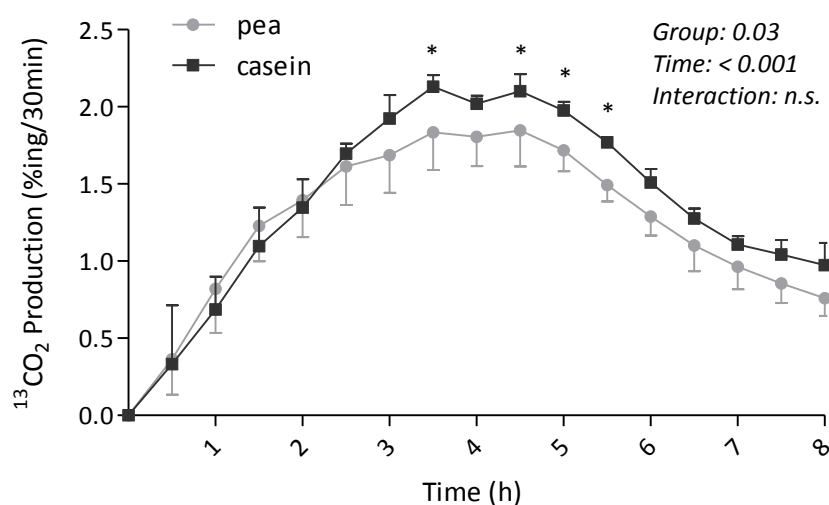 pea
casein
Group: 0.03
Time: < 0.001
Interaction: n.s.
* * * *
2.5
2.0
1.5
1.0
0.5
0.0
¹³CO₂ Production (%ing/30min)
1 2 3 4 5 6 7 8
Time (h)